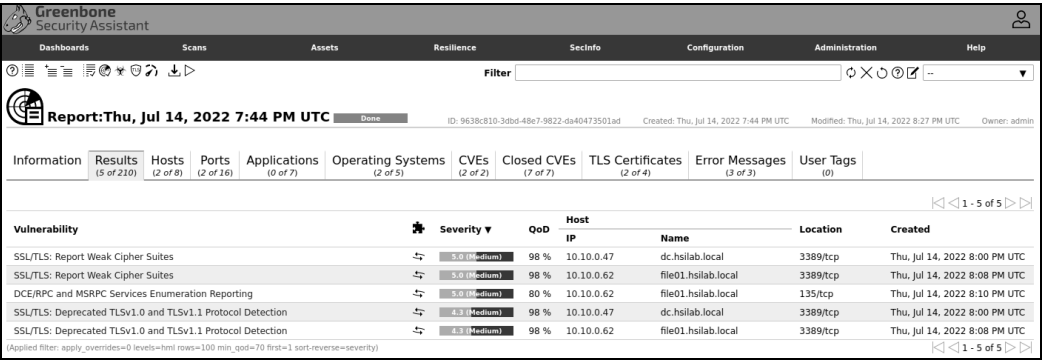 Greenbone
Security Assistant
Dashboards Scans Assets Resilience SecInfo Configuration Administration Help
Filter --
Report:Thu, Jul 14, 2022 7:44 PM UTC Done ID: 9638c810-3dbd-48e7-9822-da40473501ad Created: Thu, Jul 14, 2022 7:44 PM UTC Modified: Thu, Jul 14, 2022 8:27 PM UTC Owner: admin
Information Results Hosts Ports Applications Operating Systems CVEs Closed CVEs TLS Certificates Error Messages User Tags
(5 of 210) (2 of 8) (2 of 16) (0 of 7) (2 of 5) (2 of 2) (7 of 7) (2 of 4) (3 of 3) (0)
1 - 5 of 5
Vulnerability Severity ▼ QoD Host Location Created
IP Name
SSL/TLS: Report Weak Cipher Suites 5.0 (Medium) 98 % 10.10.0.47 dc.hsilab.local 3389/tcp Thu, Jul 14, 2022 8:00 PM UTC
SSL/TLS: Report Weak Cipher Suites 5.0 (Medium) 98 % 10.10.0.62 file01.hsilab.local 3389/tcp Thu, Jul 14, 2022 8:08 PM UTC
DCE/RPC and MSRPC Services Enumeration Reporting 5.0 (Medium) 80 % 10.10.0.62 file01.hsilab.local 135/tcp Thu, Jul 14, 2022 8:10 PM UTC
SSL/TLS: Deprecated TLSv1.0 and TLSv1.1 Protocol Detection 4.3 (Medium) 98 % 10.10.0.47 dc.hsilab.local 3389/tcp Thu, Jul 14, 2022 8:00 PM UTC
SSL/TLS: Deprecated TLSv1.0 and TLSv1.1 Protocol Detection 4.3 (Medium) 98 % 10.10.0.62 file01.hsilab.local 3389/tcp Thu, Jul 14, 2022 8:08 PM UTC
(Applied filter: apply_overrides=0 levels=hml rows=100 min_qod=70 first=1 sort-reverse=severity) 1 - 5 of 5